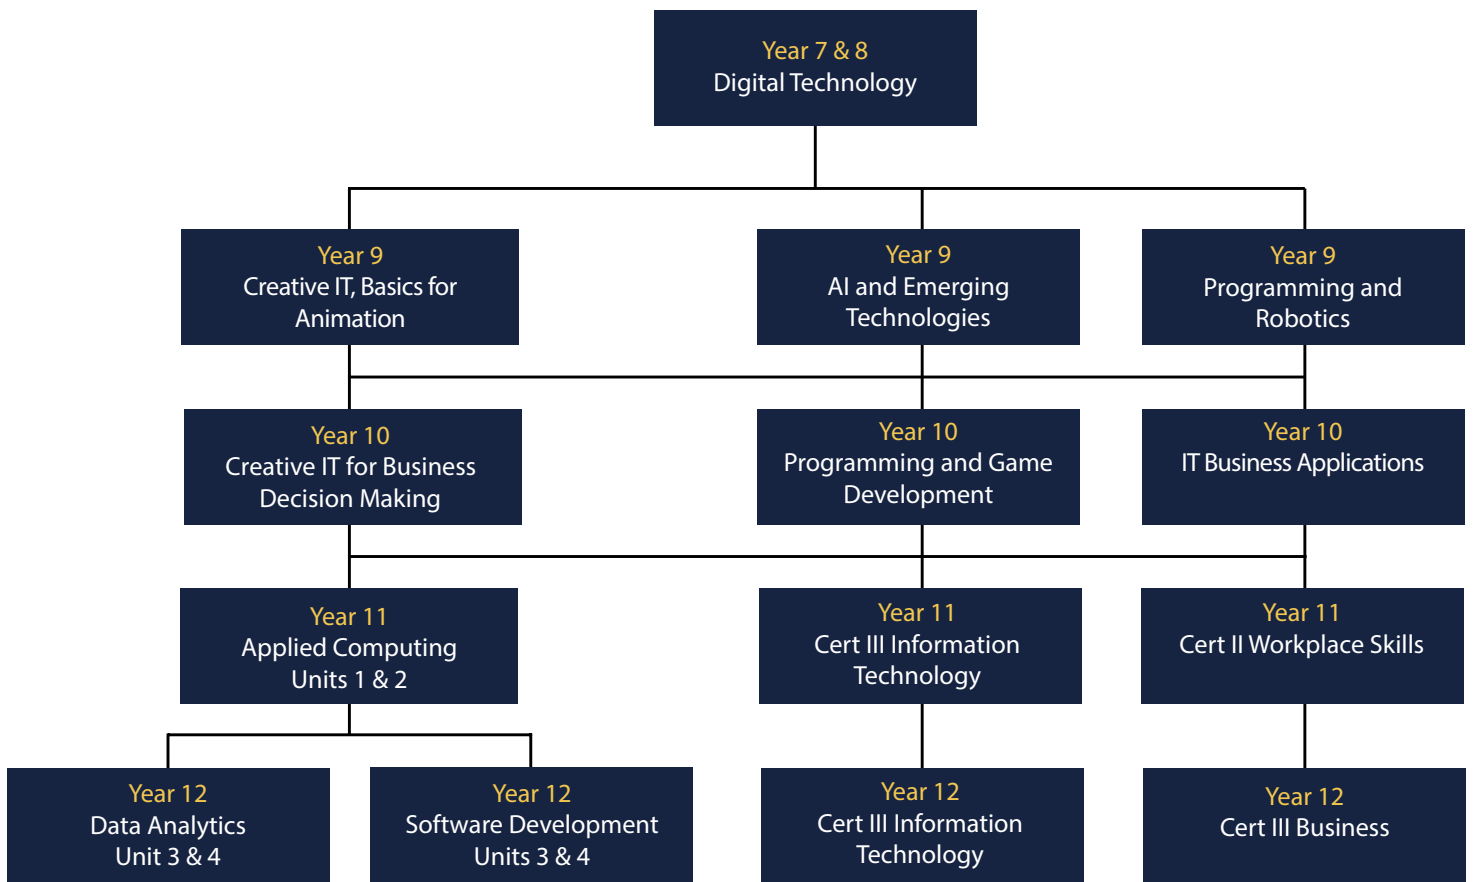 Year 7 & 8
Digital Technology
Year 9
Creative IT, Basics for
Animation
Year 9
AI and Emerging
Technologies
Year 9
Programming and
Robotics
Year 10
Creative IT for Business
Decision Making
Year 10
Programming and Game
Development
Year 10
IT Business Applications
Year 11
Applied Computing
Units 1 & 2
Year 11
Cert III Information
Technology
Year 11
Cert II Workplace Skills
Year 12
Data Analytics
Unit 3 & 4
Year 12
Software Development
Units 3 & 4
Year 12
Cert III Information
Technology
Year 12
Cert III Business